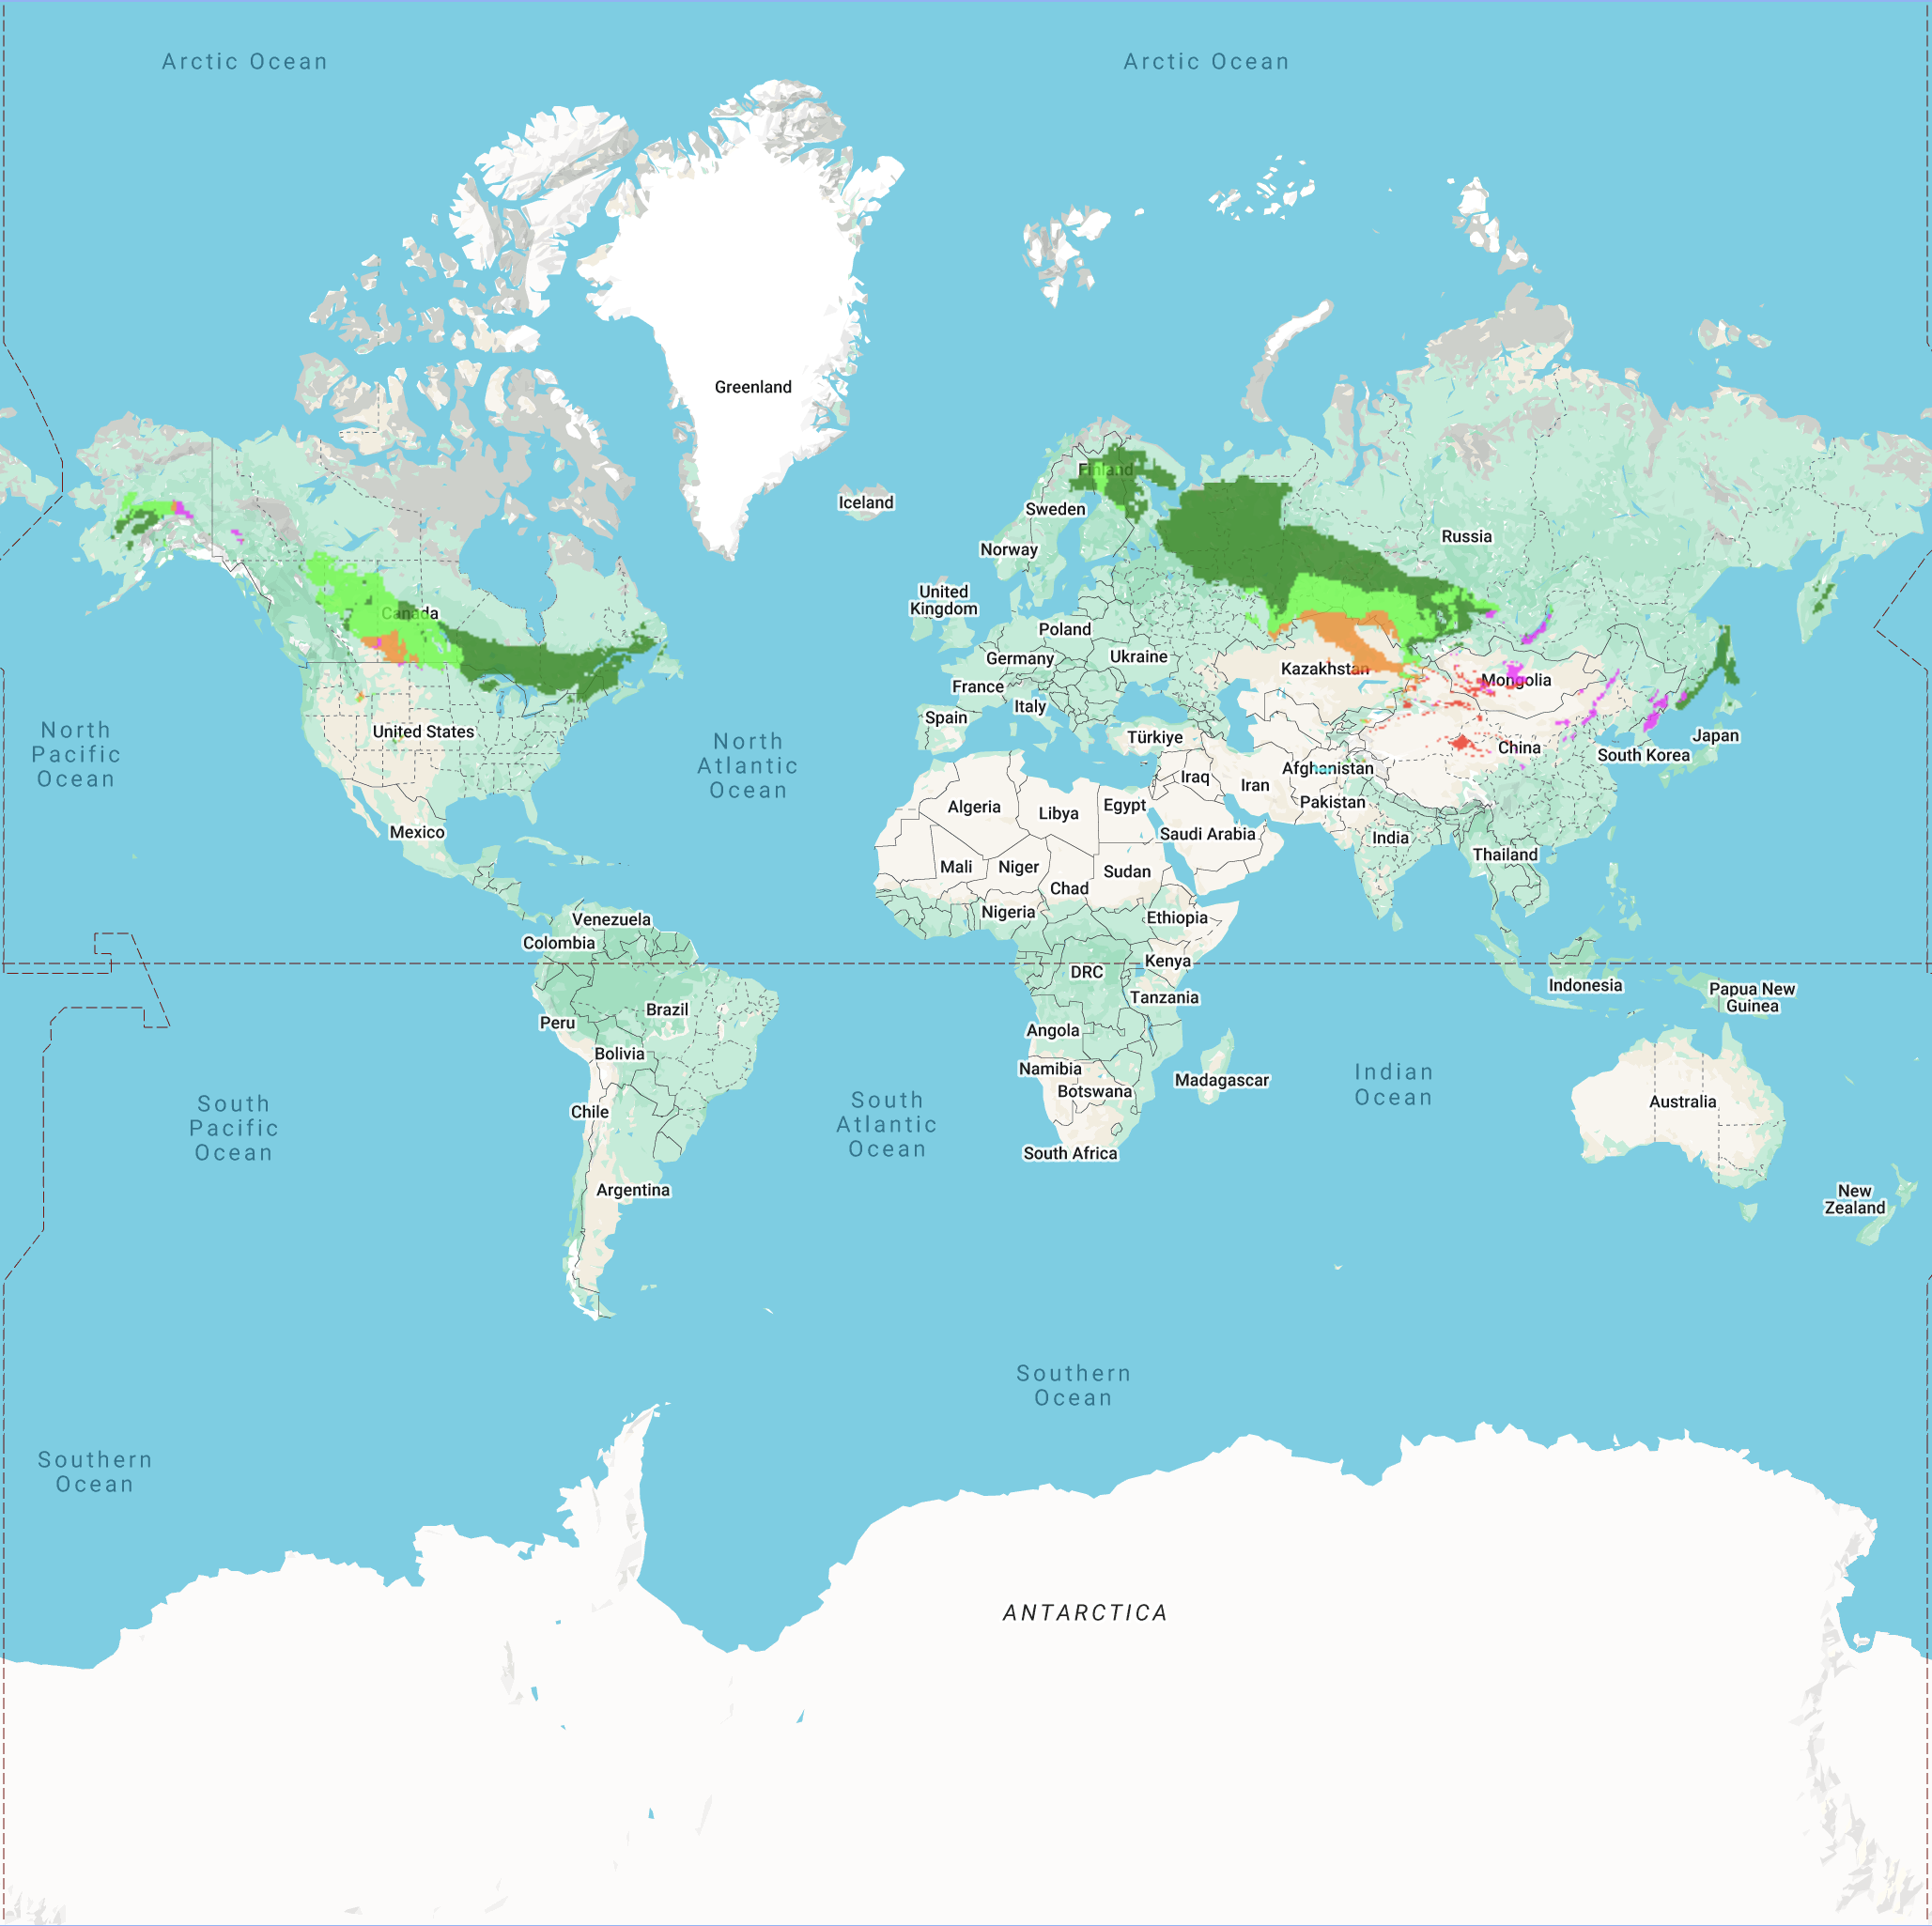 Arctic Ocean
Arctic Ocean
Greenland
Finland
Iceland
Sweden
Russia
Norway
United
Kingdom
Canada
Poland
Ukraine
Germany
Kazakhstan
Mongolia
France
Italy
Spain
North
Pacific
Ocean
United States
North
Atlantic
Ocean
Türkiye
China
Japan
South Korea
Iraq
Afghanistan
Iran
Pakistan
Algeria
Libya
Egypt
Mexico
Saudi Arabia
India
Thailand
Mali
Niger
Sudan
Chad
Nigeria
Ethiopia
Venezuela
Colombia
DRC
Kenya
Indonesia
Papua New
Guinea
Tanzania
Brazil
Peru
Angola
Bolivia
Namibia
Botswana
Madagascar
Indian
Ocean
Australia
South
Pacific
Ocean
Chile
South
Atlantic
Ocean
South Africa
Argentina
New
Zealand
Southern
Ocean
Southern
Ocean
ANTARCTICA